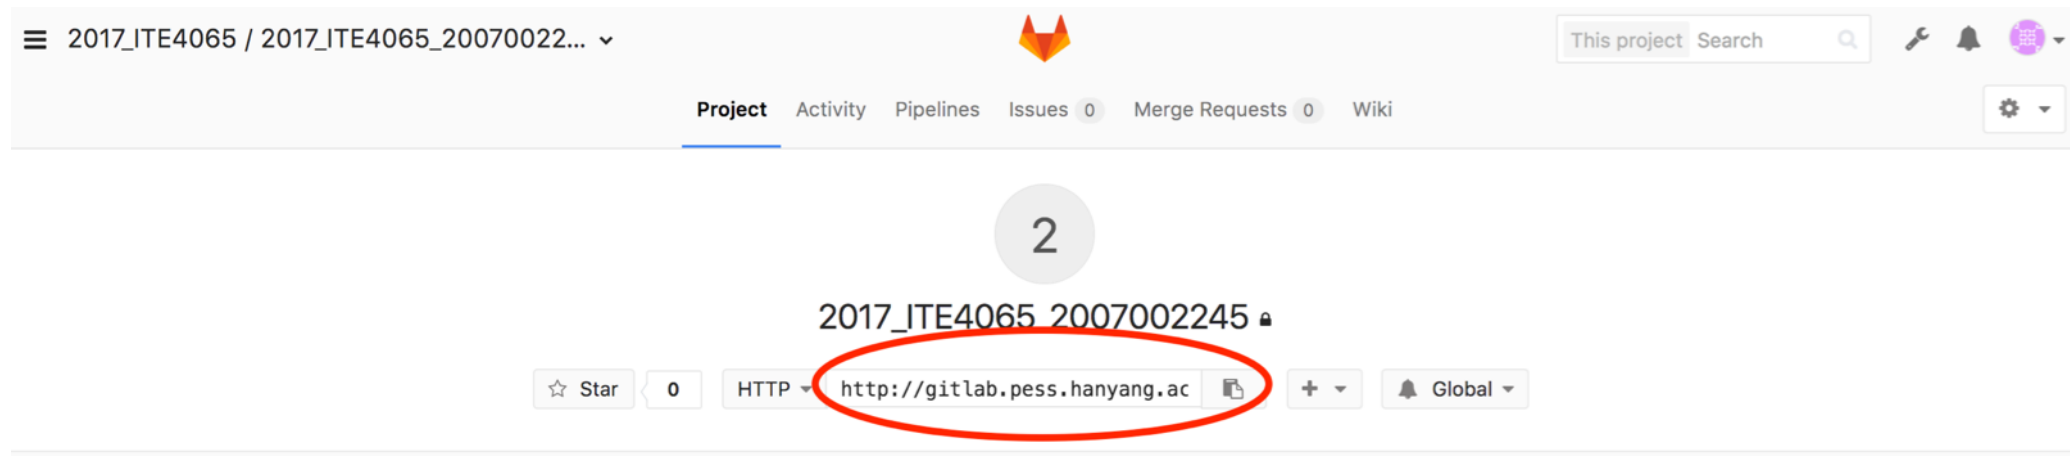 2017_ITE4065 / 2017_ITE4065_20070022...
This project Search
Project Activity Pipelines Issues 0 Merge Requests 0 Wiki
2
2017_ITE4065_2007002245
Star 0 HTTP http://gitlab.pess.hanyang.ac + Global